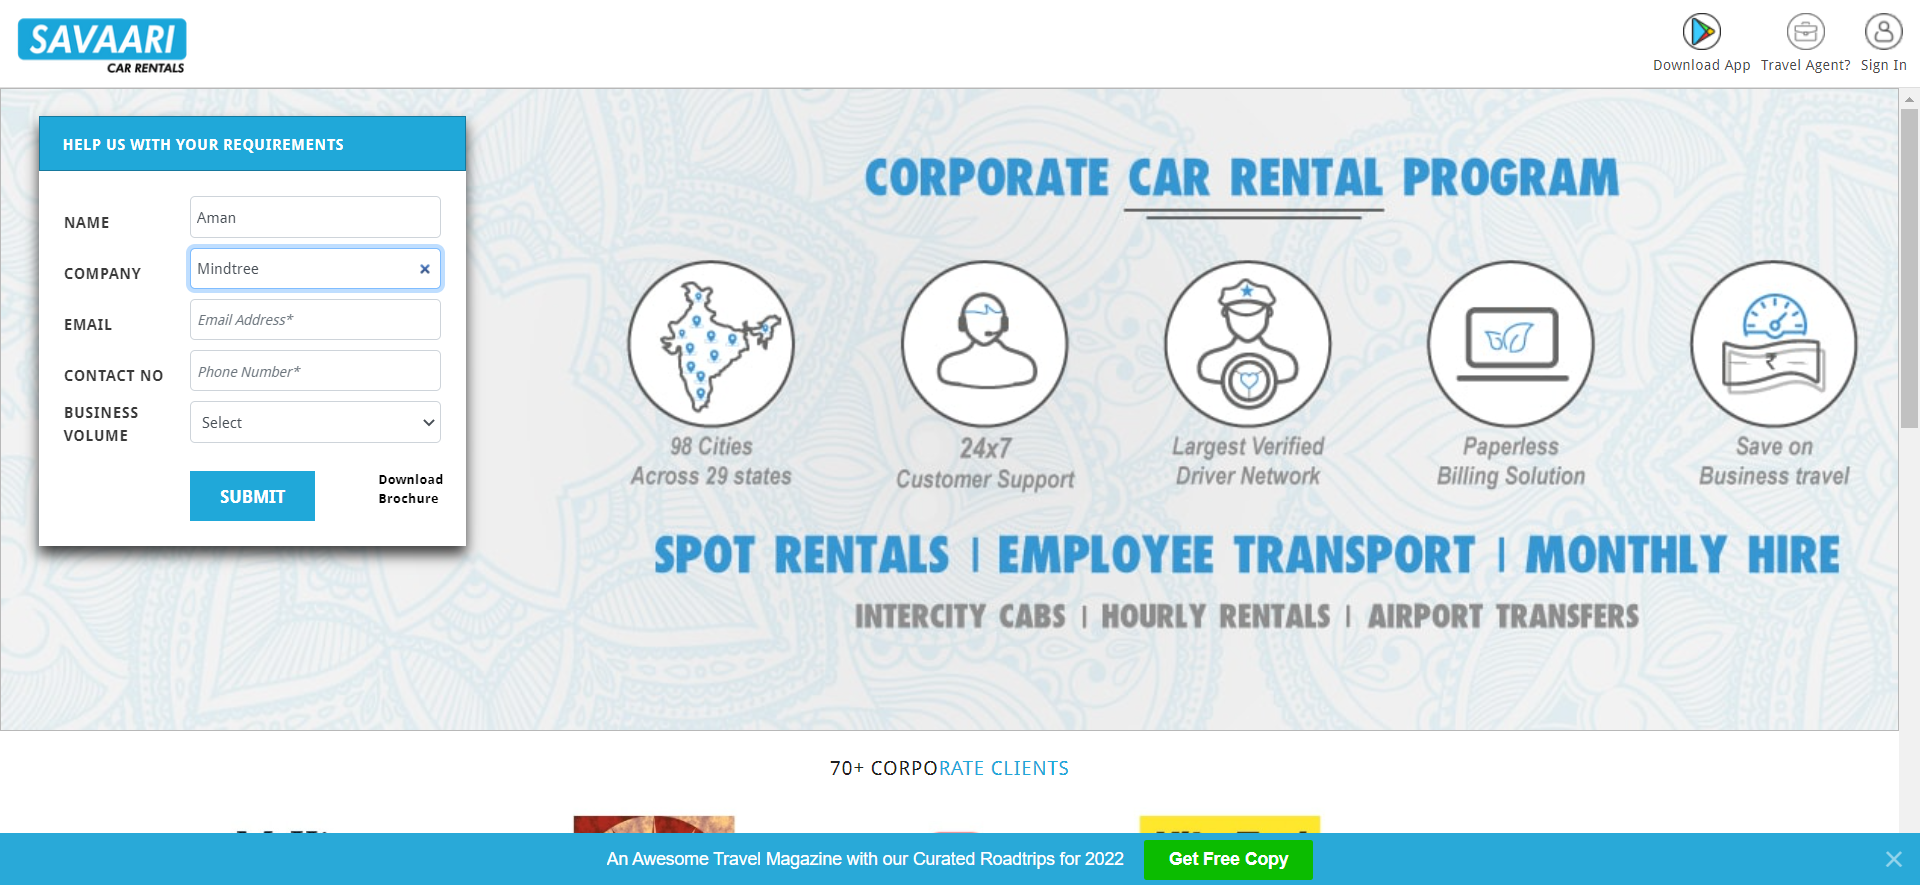 SAVAARI
CAR RENTALS
Download App
Travel Agent?
Sign In
HELP US WITH YOUR REQUIREMENTS
NAME
Aman
COMPANY
Mindtree
EMAIL
Email Address*
CONTACT NO
Phone Number*
BUSINESS
VOLUME
Select
SUBMIT
Download
Brochure
CORPORATE CAR RENTAL PROGRAM
98 Cities
Across 29 states
24x7
Customer Support
Largest Verified
Driver Network
Paperless
Billing Solution
₹
Save on
Business travel
SPOT RENTALS | EMPLOYEE TRANSPORT | MONTHLY HIRE
INTERCITY CABS | HOURLY RENTALS | AIRPORT TRANSFERS
70+ CORPORATE CLIENTS
An Awesome Travel Magazine with our Curated Roadtrips for 2022
Get Free Copy